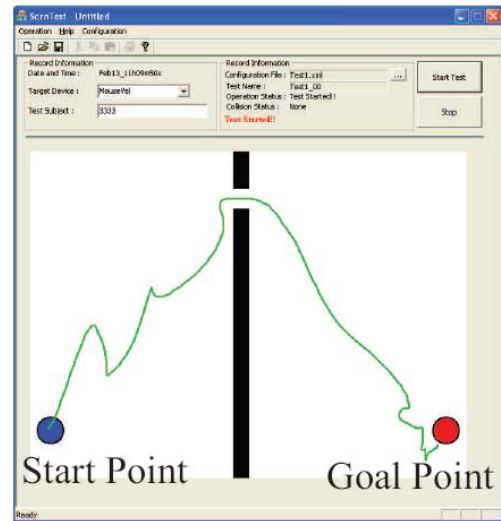 ScrnTest - Untitled
Operation Help Configuration
Record Information
Date and Time : Feb13_11h09m50s
Target Device : MouseVel
Test Subject : 3333
Record Information
Configuration File : Test1.xml ...
Test Name : Test1_00
Operation Status : Test Started!!
Collision Status : None
Test Started!!
Start Test
Stop
Start Point
Goal Point
Ready